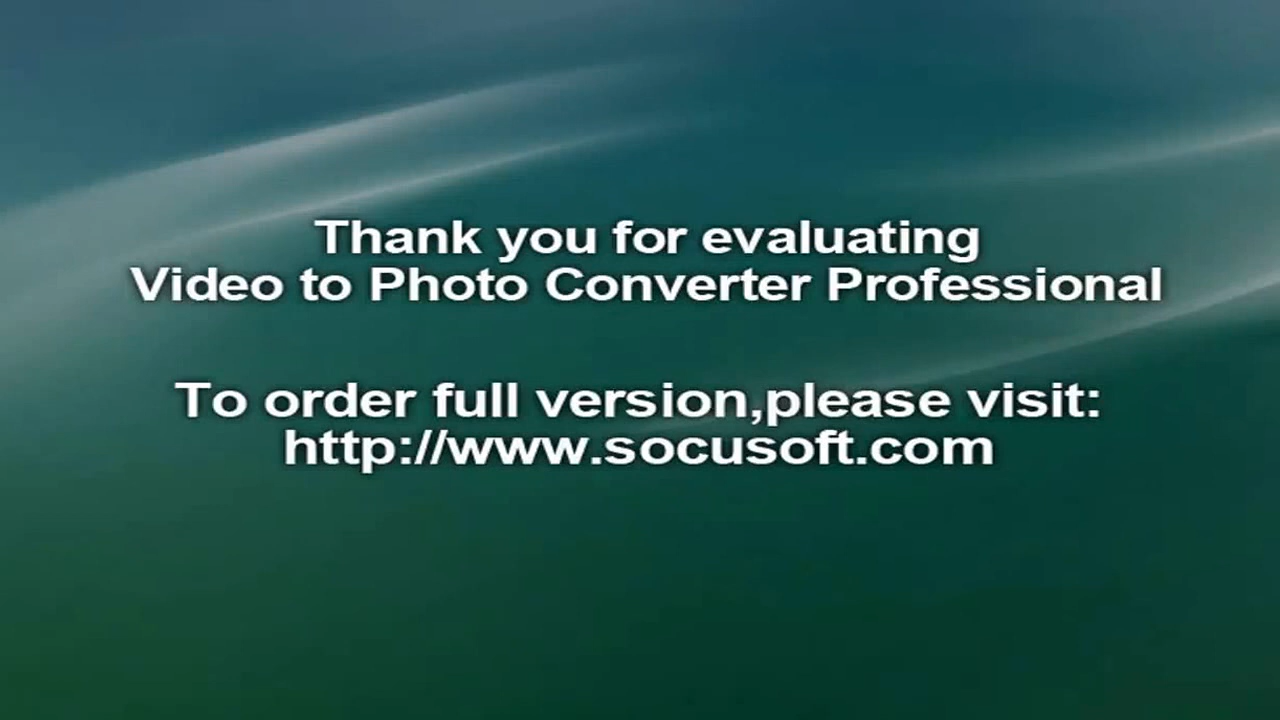 Thank you for evaluating
Video to Photo Converter Professional
To order full version,please visit:
http://www.socusoft.com